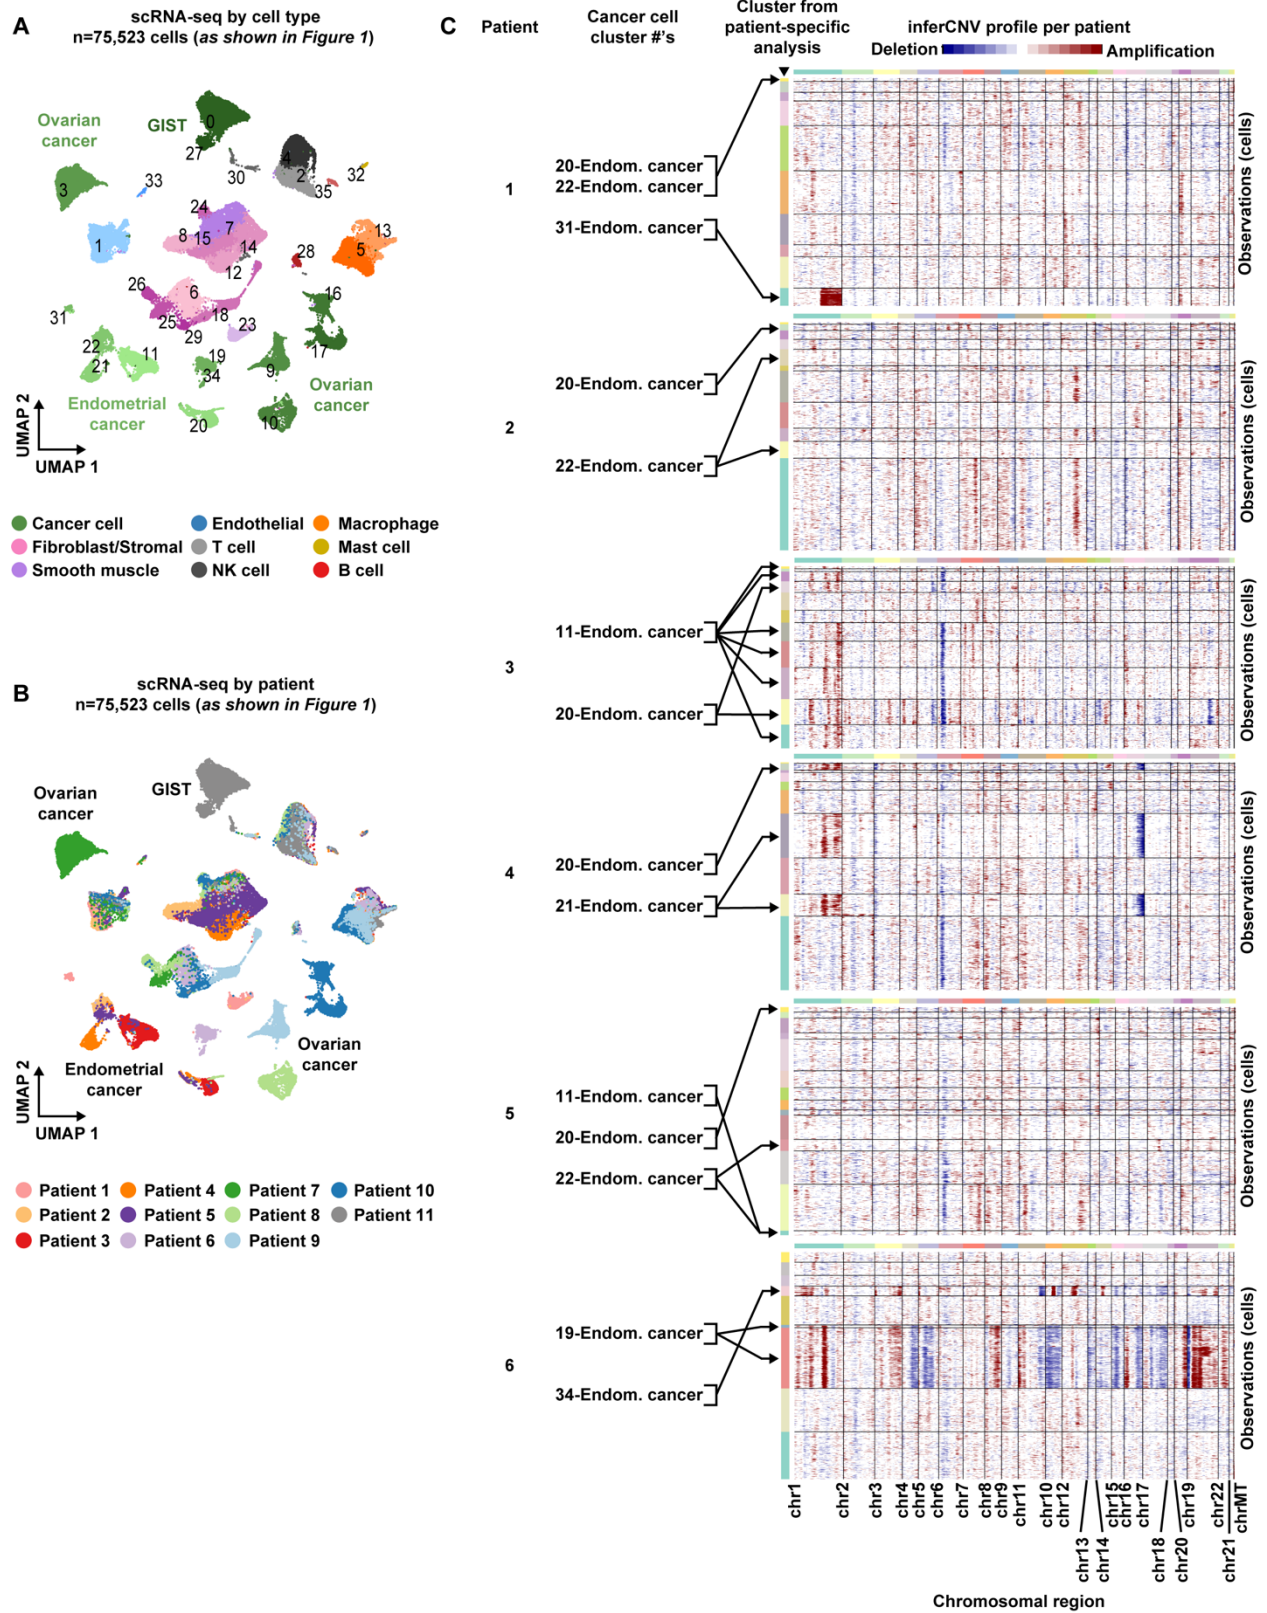 A
scRNA-seq by cell type
n=75,523 cells (as shown in Figure 1)
Ovarian
cancer
GIST
0
27
4
2
30
35
32
33
3
24
7
8
15
14
12
1
13
5
28
26
6
18
25
29
23
16
17
31
22
21
11
19
34
9
20
10
Ovarian
cancer
Endometrial
cancer
UMAP 2
UMAP 1
Cancer cell
Endothelial
Macrophage
Fibroblast/Stromal
T cell
Mast cell
Smooth muscle
NK cell
B cell
B
scRNA-seq by patient
n=75,523 cells (as shown in Figure 1)
Ovarian
cancer
GIST
Ovarian
cancer
Endometrial
cancer
UMAP 2
UMAP 1
Patient 1
Patient 4
Patient 7
Patient 10
Patient 2
Patient 5
Patient 8
Patient 11
Patient 3
Patient 6
Patient 9
C
Patient
Cancer cell
cluster #'s
Cluster from
patient-specific
analysis
inferCNV profile per patient
Deletion
Amplification
1
20-Endom. cancer
22-Endom. cancer
31-Endom. cancer
Observations (cells)
2
20-Endom. cancer
22-Endom. cancer
Observations (cells)
3
11-Endom. cancer
20-Endom. cancer
Observations (cells)
4
20-Endom. cancer
21-Endom. cancer
Observations (cells)
5
11-Endom. cancer
20-Endom. cancer
22-Endom. cancer
Observations (cells)
6
19-Endom. cancer
34-Endom. cancer
Observations (cells)
chr1
chr2
chr3
chr4
chr5
chr6
chr7
chr8
chr9
chr11
chr10
chr12
chr13
chr14
chr15
chr16
chr17
chr18
chr20
chr19
chr22
chr21
chrMT
Chromosomal region